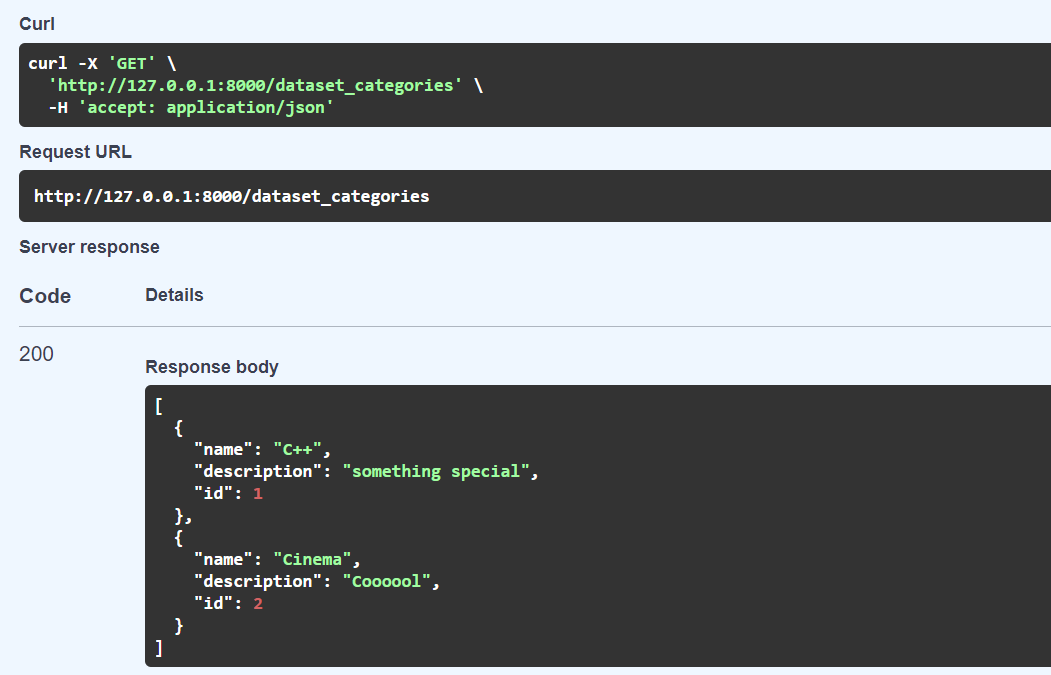 Curl
curl -X 'GET' \
  'http://127.0.0.1:8000/dataset_categories' \
  -H 'accept: application/json'
Request URL
http://127.0.0.1:8000/dataset_categories
Server response
Code Details
200
Response body
[
  {
    "name": "C++",
    "description": "something special",
    "id": 1
  },
  {
    "name": "Cinema",
    "description": "Coooool",
    "id": 2
  }
]